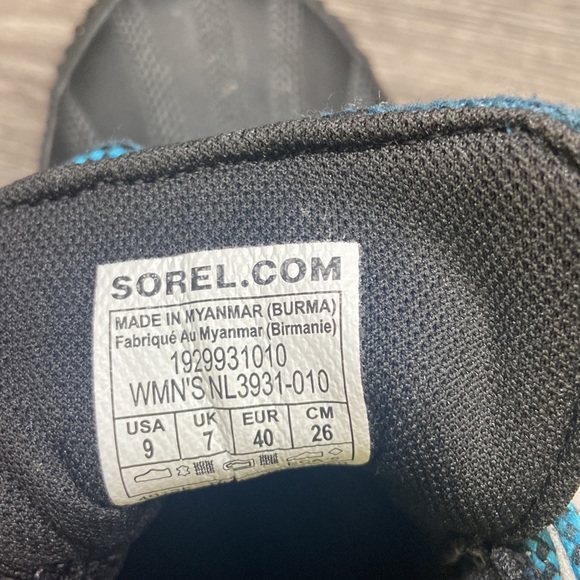 SOREL.COM
MADE IN MYANMAR (BURMA)
Fabriqué Au Myanmar (Birmanie)
1929931010
WMN'S NL3931-010
USA UK EUR CM
9 7 40 26